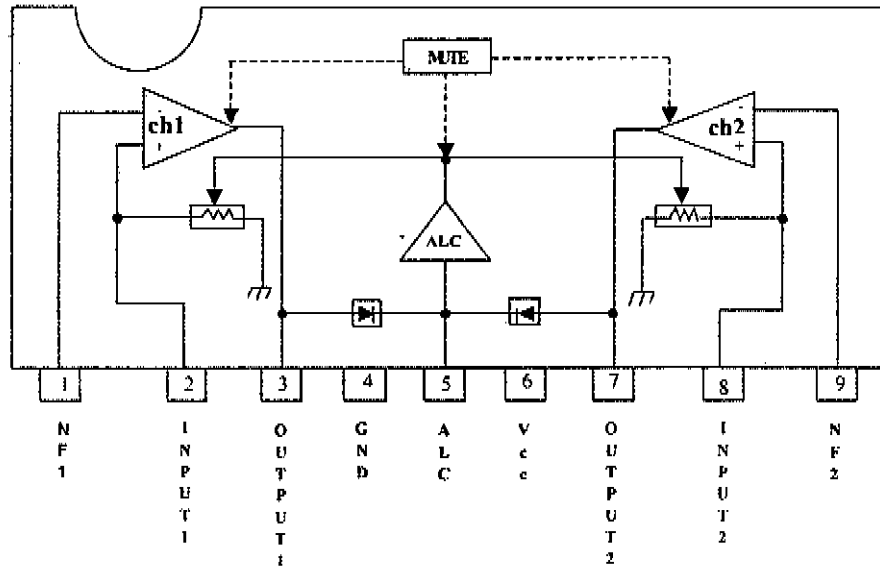 MUTE
- ch1 +
- ch2 +
ALC
1 2 3 4 5 6 7 8 9
NF1
INPUT1
OUTPUT1
GND
ALC
Vcc
OUTPUT2
INPUT2
NF2